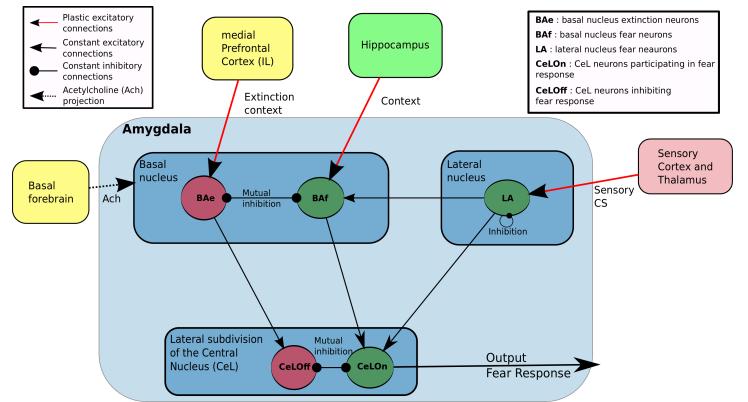 Plastic excitatory
connections
Constant excitatory
connections
Constant inhibitory
connections
Acetylcholine (Ach)
projection
medial
Prefrontal
Cortex (IL)
Hippocampus
BAe : basal nucleus extinction neurons
BAf : basal nucleus fear neurons
LA : lateral nucleus fear neaurons
CeLOn : CeL neurons participating in fear
response
CeLOff : CeL neurons inhibiting
fear response
Extinction
context
Context
Amygdala
Basal
nucleus
Lateral
nucleus
Sensory
Cortex and
Thalamus
Basal
forebrain
Ach
BAe
Mutual
inhibition
BAf
LA
Inhibition
Sensory
CS
Lateral subdivision
of the Central
Nucleus (CeL)
Mutual
inhibition
CeLOff
CeLOn
Output
Fear Response